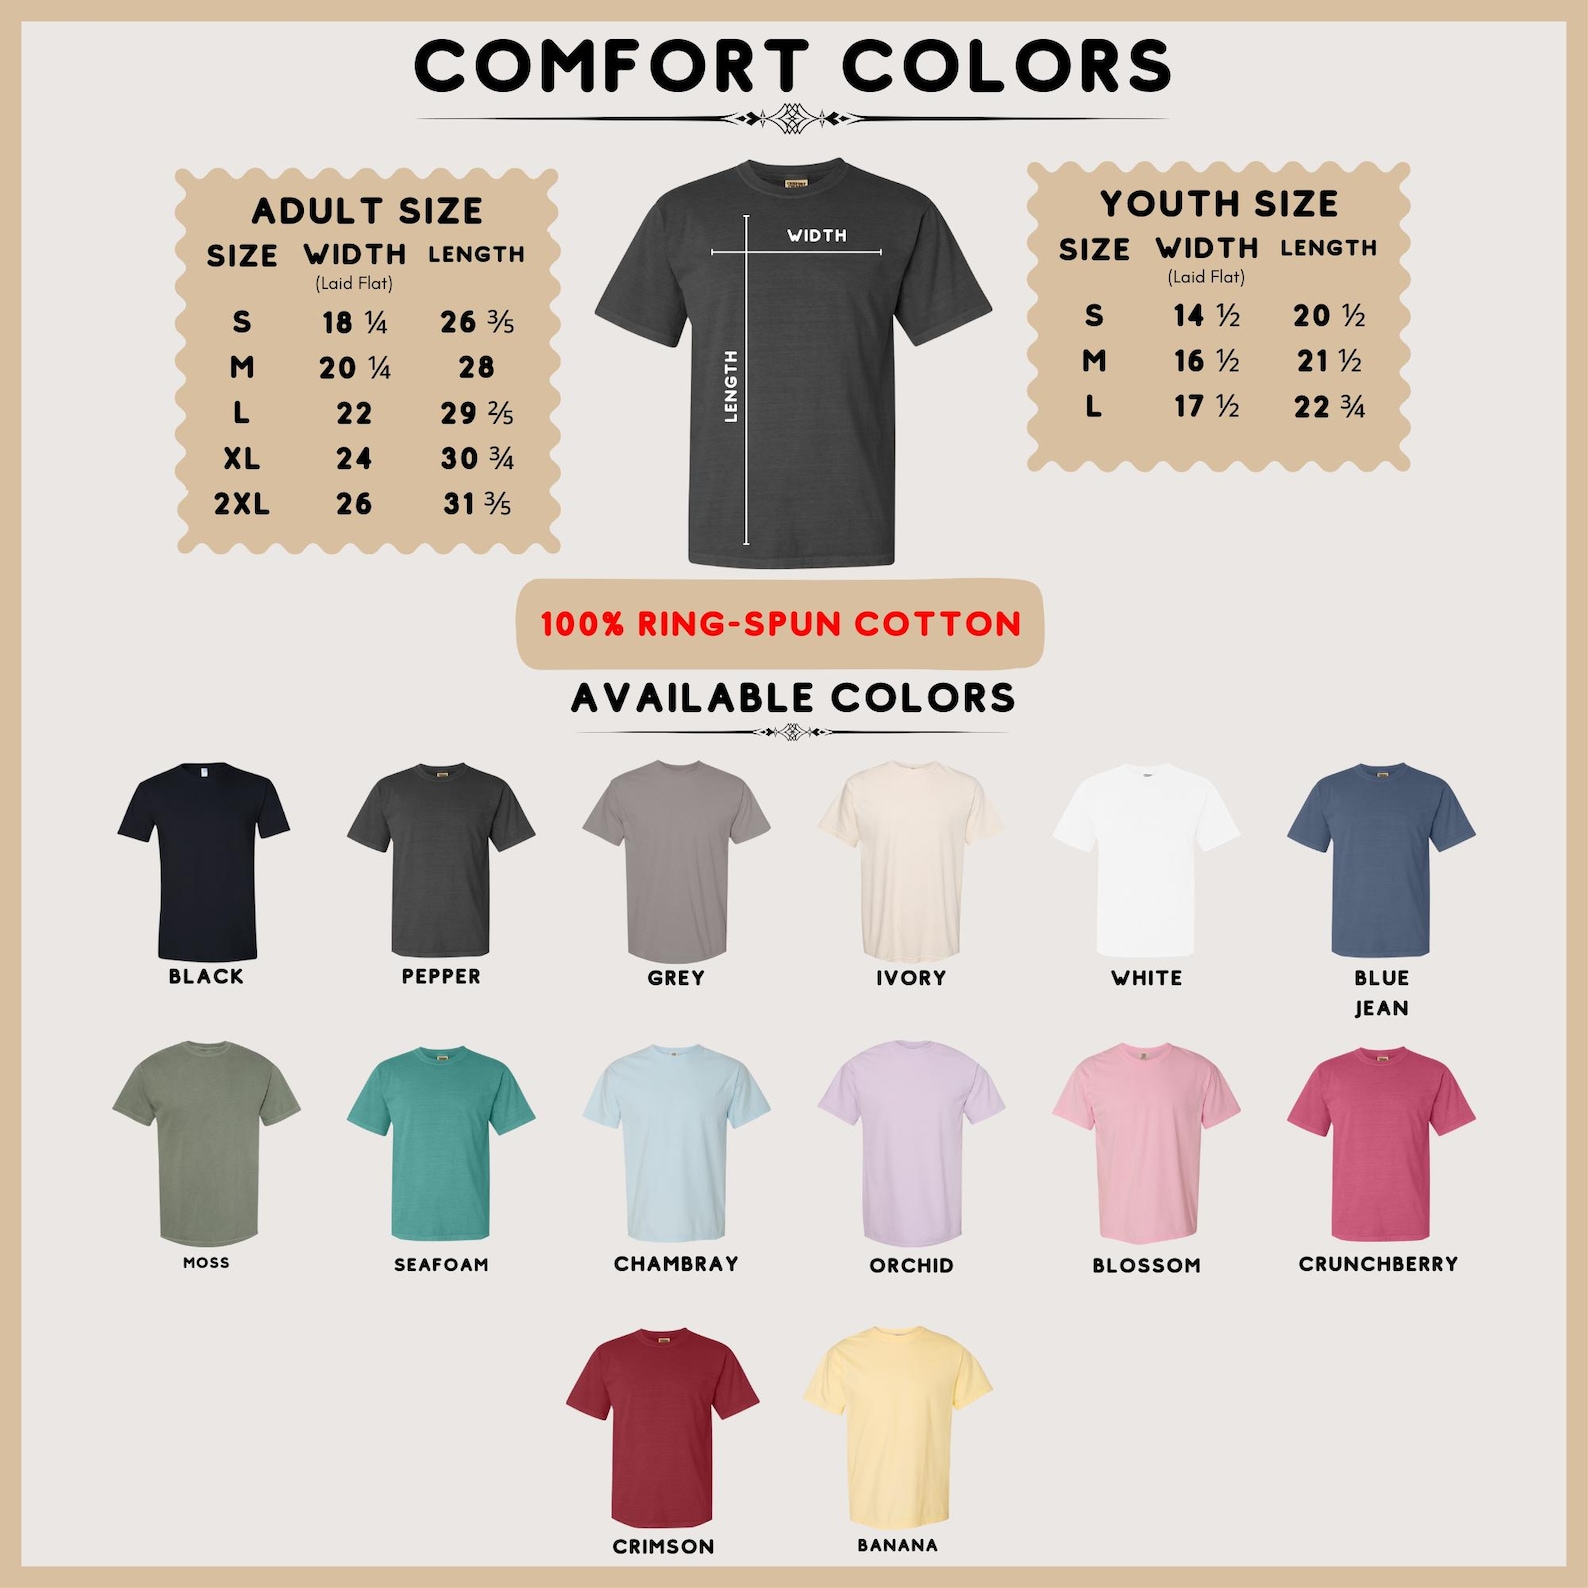 COMFORT COLORS
ADULT SIZE
SIZE WIDTH LENGTH
(Laid Flat)
S 18 ¼ 26 ⅗
M 20 ¼ 28
L 22 29 ⅖
XL 24 30 ¾
2XL 26 31 ⅗
WIDTH
LENGTH
YOUTH SIZE
SIZE WIDTH LENGTH
(Laid Flat)
S 14 ½ 20 ½
M 16 ½ 21 ½
L 17 ½ 22 ¾
100% RING-SPUN COTTON
AVAILABLE COLORS
BLACK PEPPER GREY IVORY WHITE BLUE
JEAN
MOSS SEAFOAM CHAMBRAY ORCHID BLOSSOM CRUNCHBERRY
CRIMSON BANANA